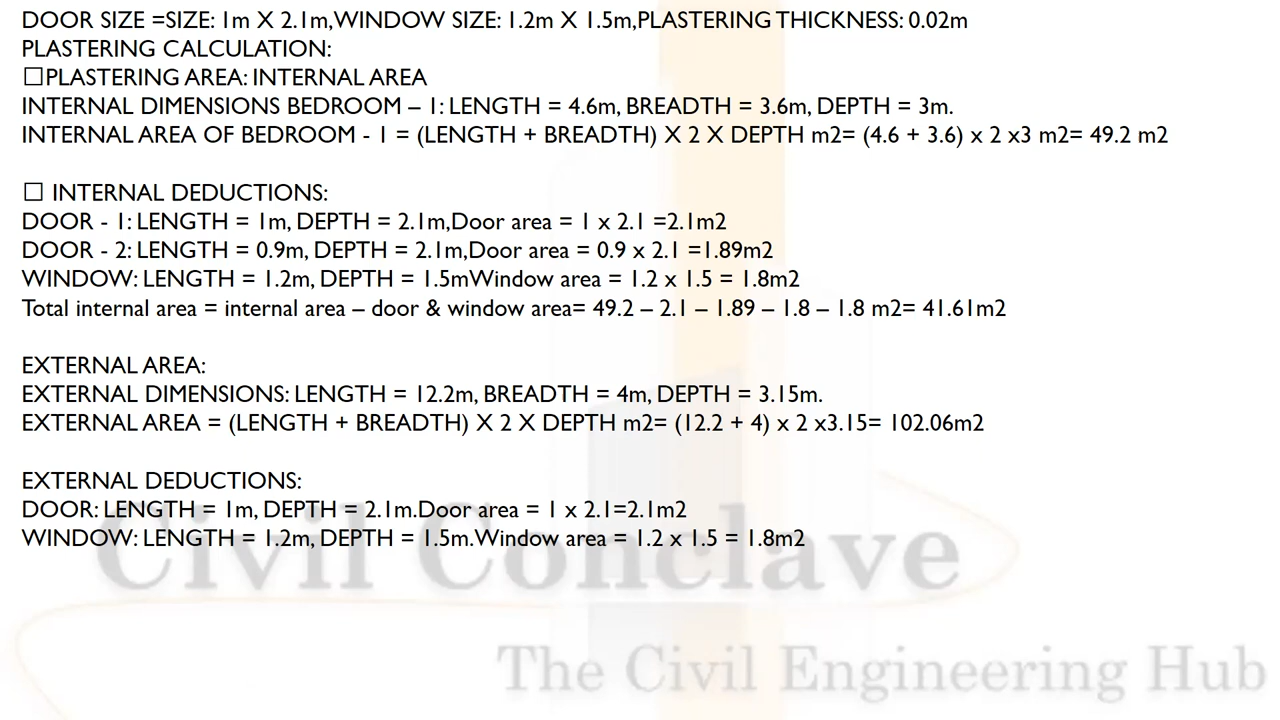 DOOR SIZE =SIZE: 1m X 2.1m,WINDOW SIZE: 1.2m X 1.5m,PLASTERING THICKNESS: 0.02m
PLASTERING CALCULATION:
☐PLASTERING AREA: INTERNAL AREA
INTERNAL DIMENSIONS BEDROOM – 1: LENGTH = 4.6m, BREADTH = 3.6m, DEPTH = 3m.
INTERNAL AREA OF BEDROOM - 1 = (LENGTH + BREADTH) X 2 X DEPTH m2= (4.6 + 3.6) x 2 x3 m2= 49.2 m2
☐ INTERNAL DEDUCTIONS:
DOOR - 1: LENGTH = 1m, DEPTH = 2.1m,Door area = 1 x 2.1 =2.1m2
DOOR - 2: LENGTH = 0.9m, DEPTH = 2.1m,Door area = 0.9 x 2.1 =1.89m2
WINDOW: LENGTH = 1.2m, DEPTH = 1.5mWindow area = 1.2 x 1.5 = 1.8m2
Total internal area = internal area – door & window area= 49.2 – 2.1 – 1.89 – 1.8 – 1.8 m2= 41.61m2
EXTERNAL AREA:
EXTERNAL DIMENSIONS: LENGTH = 12.2m, BREADTH = 4m, DEPTH = 3.15m.
EXTERNAL AREA = (LENGTH + BREADTH) X 2 X DEPTH m2= (12.2 + 4) x 2 x3.15= 102.06m2
EXTERNAL DEDUCTIONS:
DOOR: LENGTH = 1m, DEPTH = 2.1m.Door area = 1 x 2.1=2.1m2
WINDOW: LENGTH = 1.2m, DEPTH = 1.5m.Window area = 1.2 x 1.5 = 1.8m2
Civil Conclave
The Civil Engineering Hub